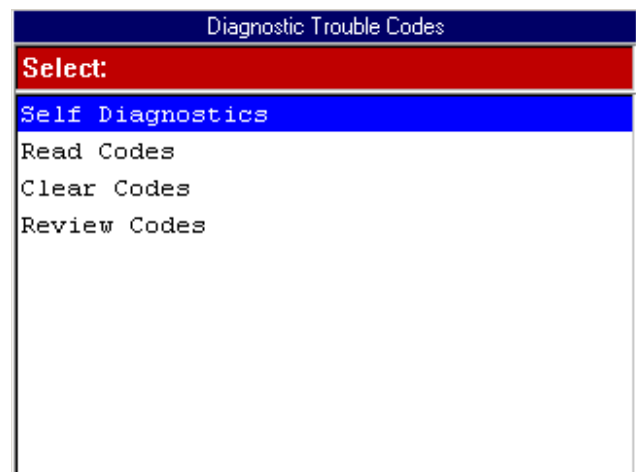 Diagnostic Trouble Codes
Select:
Self Diagnostics
Read Codes
Clear Codes
Review Codes